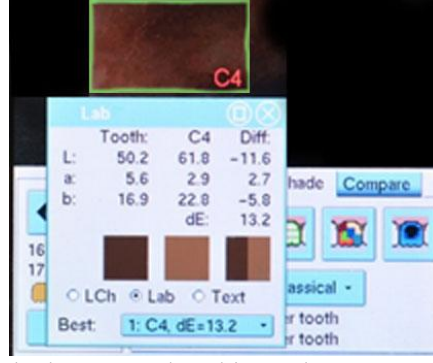 C4
Lab
Tooth: C4 Diff:
L: 50.2 61.8 -11.6
a: 5.6 2.9 2.7
b: 16.9 22.8 -5.8
dE: 13.2
LCh Lab Text
Best: 1: C4, dE=13.2
hade Compare
16
17
assical
er tooth
er tooth